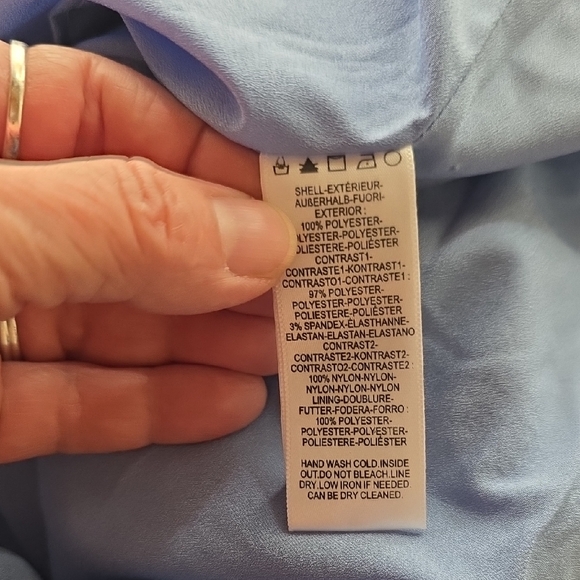 SHELL-EXTÉRIEUR-
AUßERHALB-FUORI-
EXTERIOR :
100% POLYESTER-
LYESTER-POLYESTER-
LIESTERE-POLIÉSTER
CONTRAST1-
CONTRASTE1-KONTRAST1-
CONTRASTO1-CONTRASTE1 :
97% POLYESTER-
POLYESTER-POLYESTER-
POLIESTERE-POLIÉSTER
3% SPANDEX-ÉLASTHANNE-
ELASTAN-ELASTAN-ELASTANO
CONTRAST2-
CONTRASTE2-KONTRAST2-
CONTRASTO2-CONTRASTE2 :
100% NYLON-NYLON-
NYLON-NYLON-NYLON
LINING-DOUBLURE-
FUTTER-FODERA-FORRO :
100% POLYESTER-
POLYESTER-POLYESTER-
POLIESTERE-POLIÉSTER
HAND WASH COLD.INSIDE
OUT.DO NOT BLEACH.LINE
DRY.LOW IRON IF NEEDED
CAN BE DRY CLEANED.